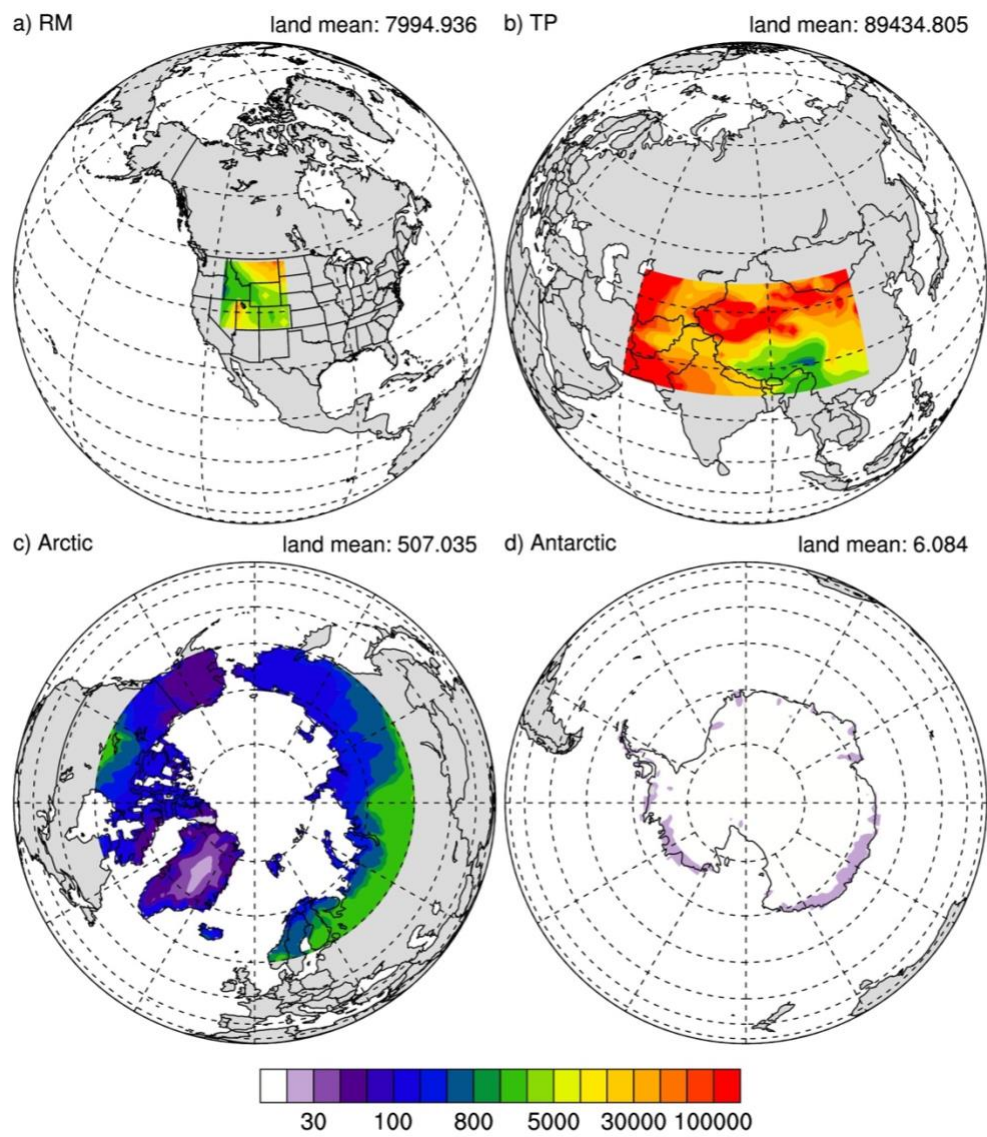 a) RM land mean: 7994.936
b) TP land mean: 89434.805
c) Arctic land mean: 507.035
d) Antarctic land mean: 6.084
30 100 800 5000 30000 100000